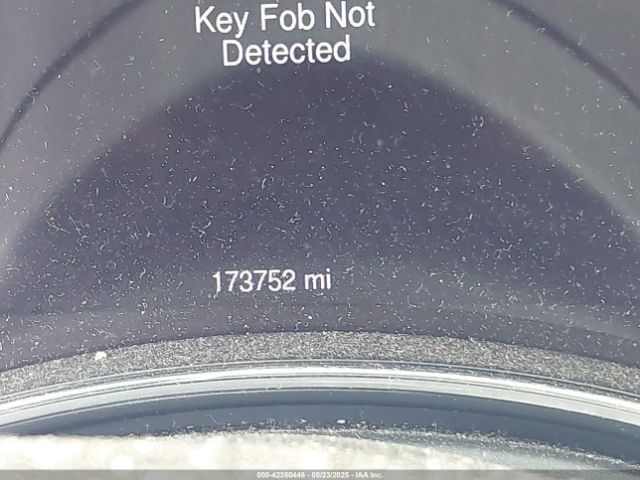 Key Fob Not
Detected
173752 mi
000-42350446 - 05/23/2025 - IAA Inc.